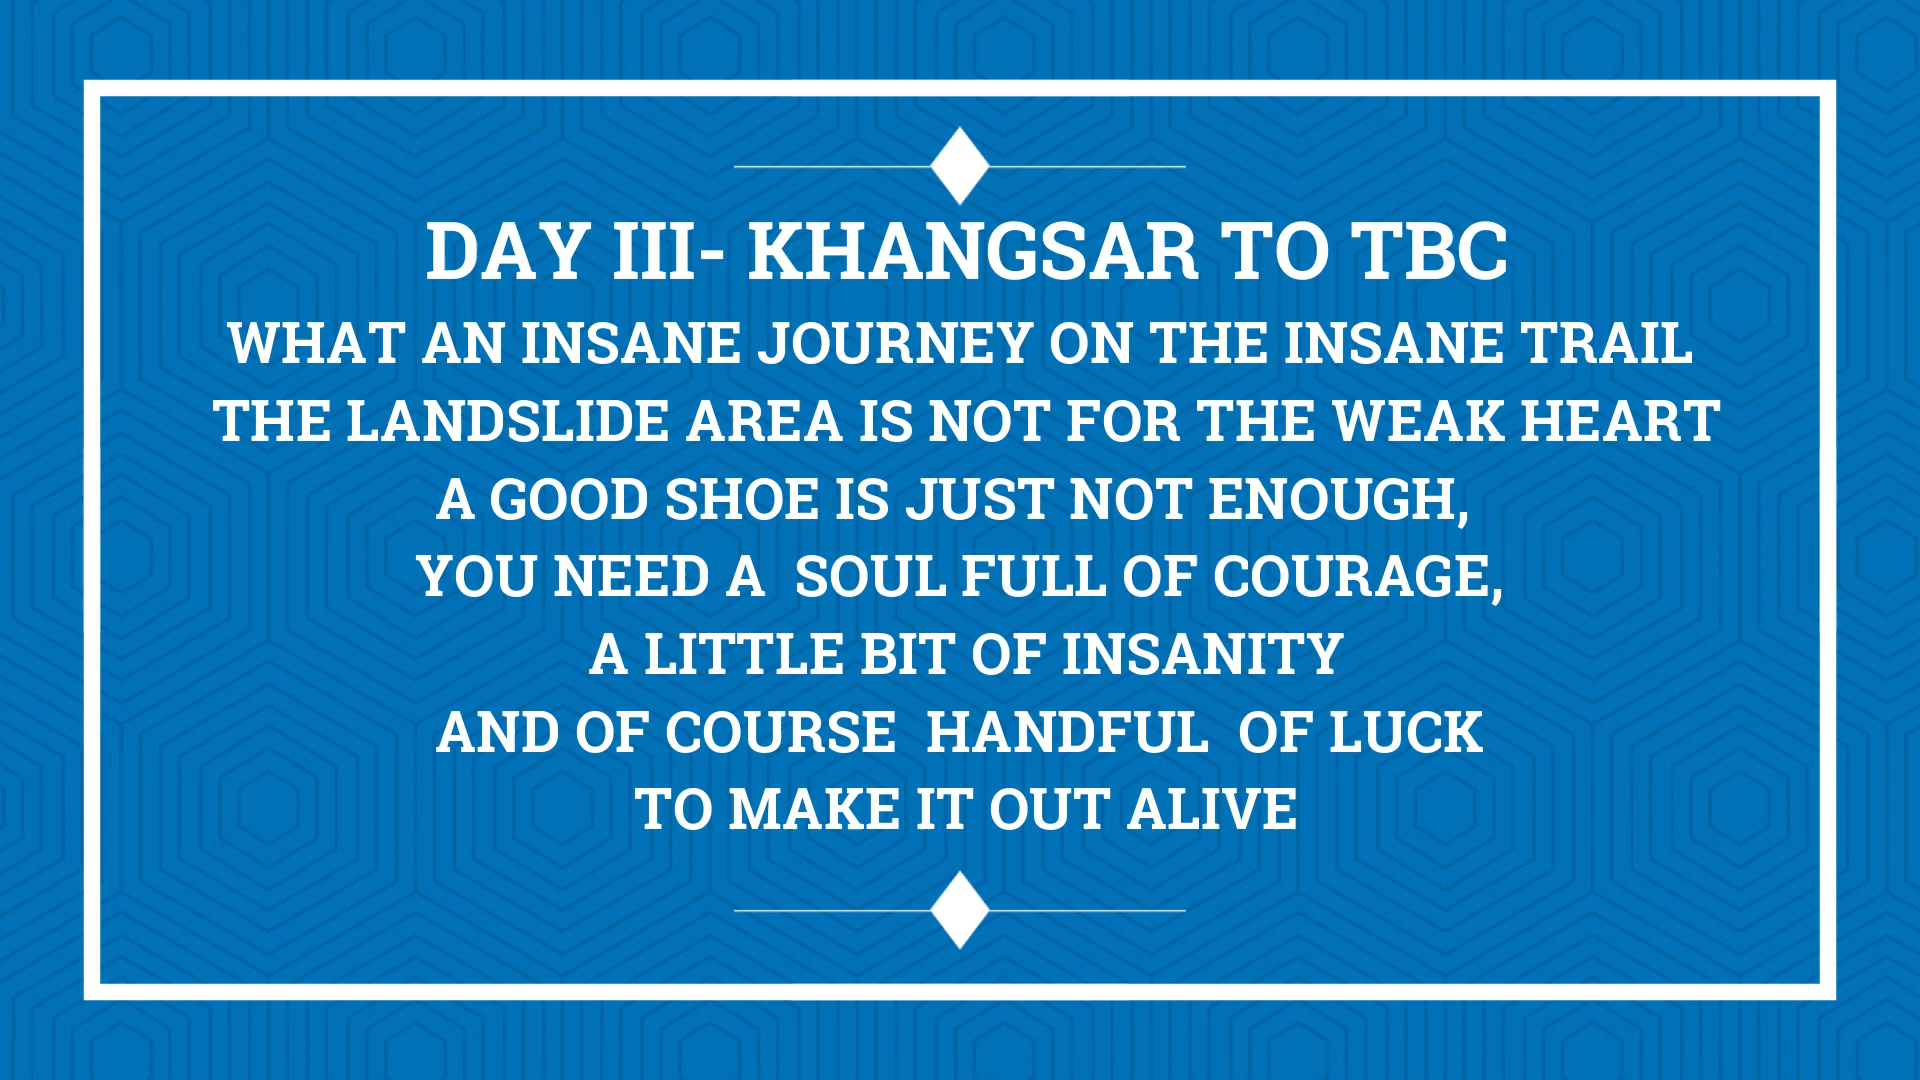 DAY III- KHANGSAR TO TBC
WHAT AN INSANE JOURNEY ON THE INSANE TRAIL
THE LANDSLIDE AREA IS NOT FOR THE WEAK HEART
A GOOD SHOE IS JUST NOT ENOUGH,
YOU NEED A  SOUL FULL OF COURAGE,
A LITTLE BIT OF INSANITY
AND OF COURSE  HANDFUL  OF LUCK
TO MAKE IT OUT ALIVE